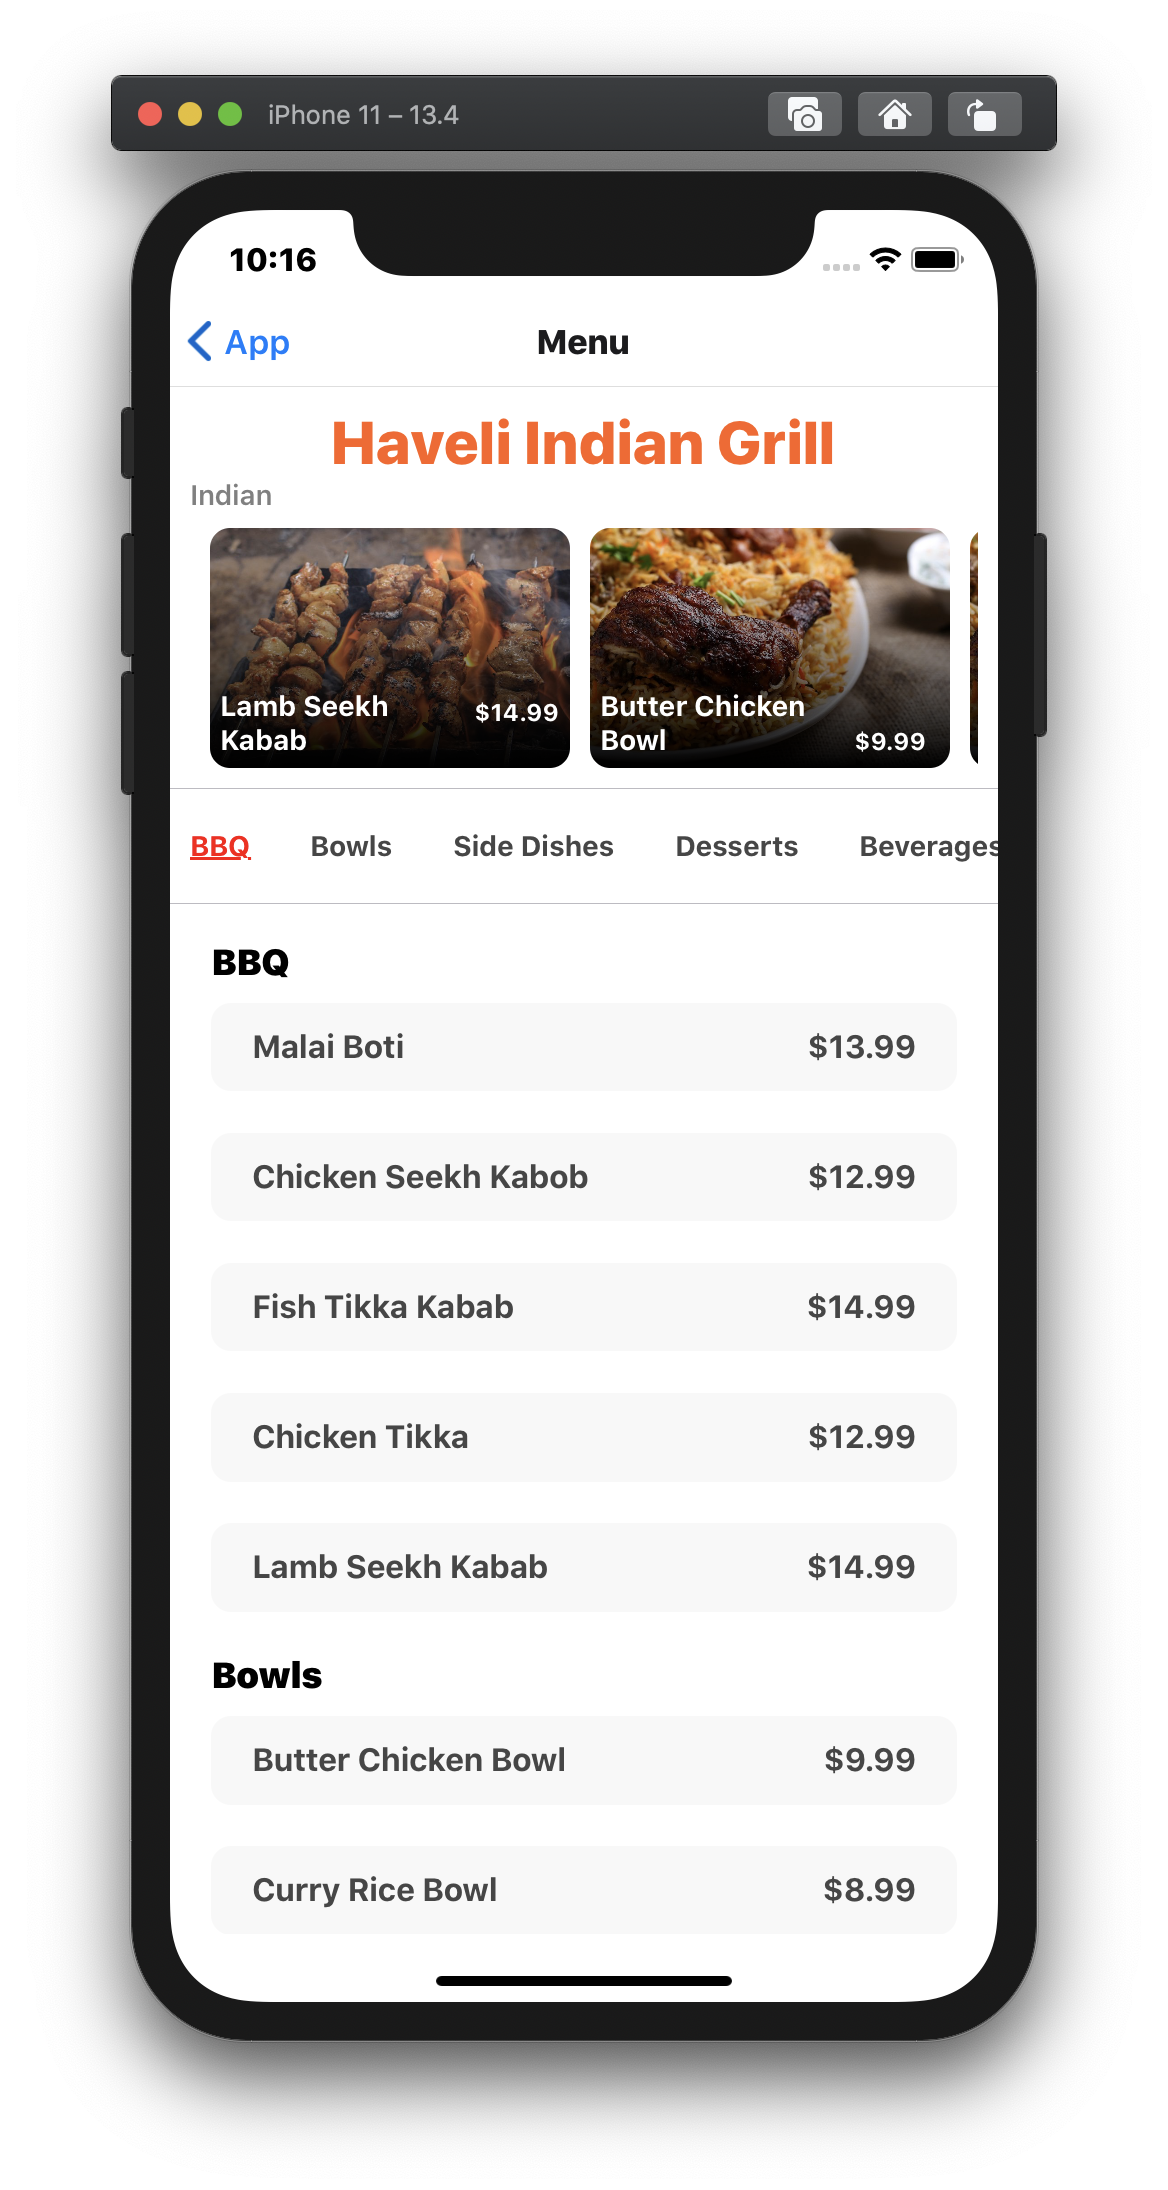 iPhone 11 – 13.4
10:16
App
Menu
Haveli Indian Grill
Indian
Lamb Seekh
Kabab
$14.99
Butter Chicken
Bowl
$9.99
BBQ Bowls Side Dishes Desserts Beverages
BBQ
Malai Boti $13.99
Chicken Seekh Kabob $12.99
Fish Tikka Kabab $14.99
Chicken Tikka $12.99
Lamb Seekh Kabab $14.99
Bowls
Butter Chicken Bowl $9.99
Curry Rice Bowl $8.99